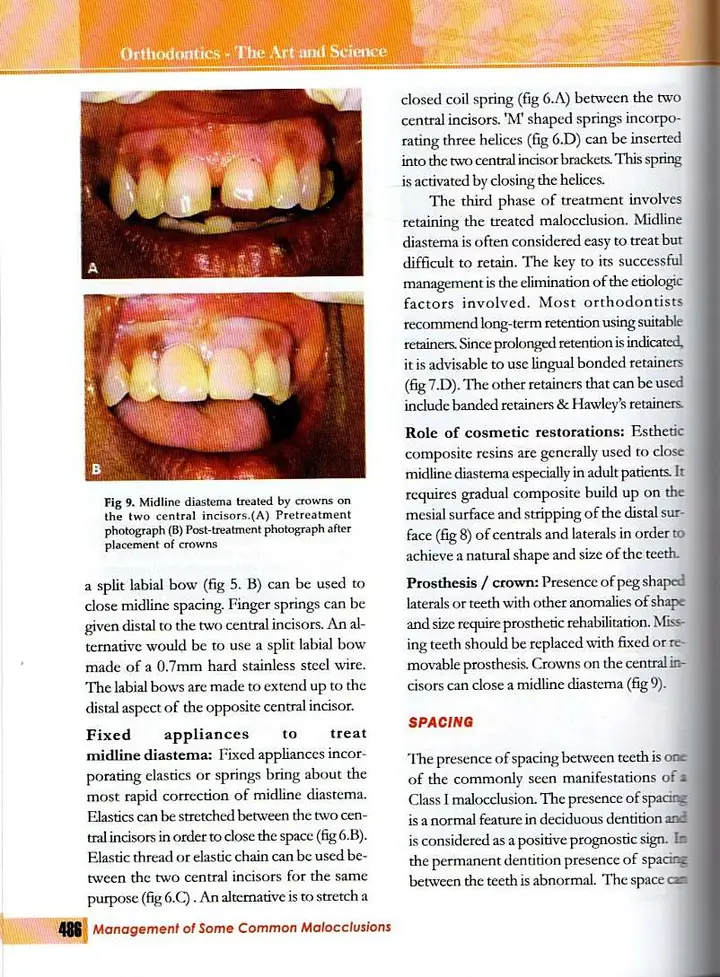 Orthodontics - The Art and Science
A
B
Fig 9. Midline diastema treated by crowns on
the two central incisors.(A) Pretreatment
photograph (B) Post-treatment photograph after
placement of crowns
a split labial bow (fig 5. B) can be used to
close midline spacing. Finger springs can be
given distal to the two central incisors. An al-
ternative would be to use a split labial bow
made of a 0.7mm hard stainless steel wire.
The labial bows are made to extend up to the
distal aspect of the opposite central incisor.
Fixed appliances to treat
midline diastema: Fixed appliances incor-
porating elastics or springs bring about the
most rapid correction of midline diastema.
Elastics can be stretched between the two cen-
tral incisors in order to close the space (fig 6.B).
Elastic thread or elastic chain can be used be-
tween the two central incisors for the same
purpose (fig 6.C) . An alternative is to stretch a
closed coil spring (fig 6.A) between the two
central incisors. 'M' shaped springs incorpo-
rating three helices (fig 6.D) can be inserted
into the two central incisor brackets. This spring
is activated by closing the helices.
The third phase of treatment involves
retaining the treated malocclusion. Midline
diastema is often considered easy to treat but
difficult to retain. The key to its successful
management is the elimination of the etiologic
factors involved. Most orthodontists
recommend long-term retention using suitable
retainers. Since prolonged retention is indicated,
it is advisable to use lingual bonded retainers
(fig 7.D). The other retainers that can be used
include banded retainers & Hawley's retainers.
Role of cosmetic restorations: Esthetic
composite resins are generally used to close
midline diastema especially in adult patients. It
requires gradual composite build up on the
mesial surface and stripping of the distal sur-
face (fig 8) of centrals and laterals in order to
achieve a natural shape and size of the teeth.
Prosthesis / crown: Presence of peg shaped
laterals or teeth with other anomalies of shape
and size require prosthetic rehabilitation. Miss-
ing teeth should be replaced with fixed or re-
movable prosthesis. Crowns on the central in-
cisors can close a midline diastema (fig 9).
SPACING
The presence of spacing between teeth is one
of the commonly seen manifestations of a
Class I malocclusion. The presence of spacing
is a normal feature in deciduous dentition and
is considered as a positive prognostic sign. In
the permanent dentition presence of spacing
between the teeth is abnormal. The space can
486 Management of Some Common Malocclusions